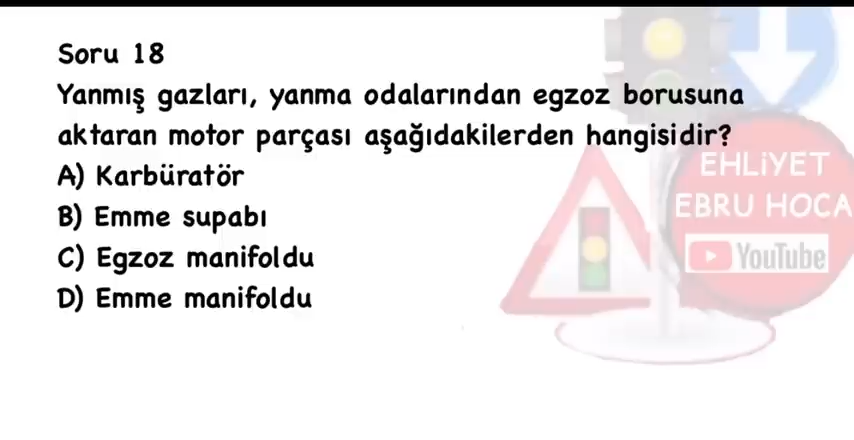 Soru 18
Yanmış gazları, yanma odalarından egzoz borusuna
aktaran motor parçası aşağıdakilerden hangisidir?
A) Karbüratör
B) Emme supabı
C) Egzoz manifoldu
D) Emme manifoldu
EHLİYET
EBRU HOCA
YouTube